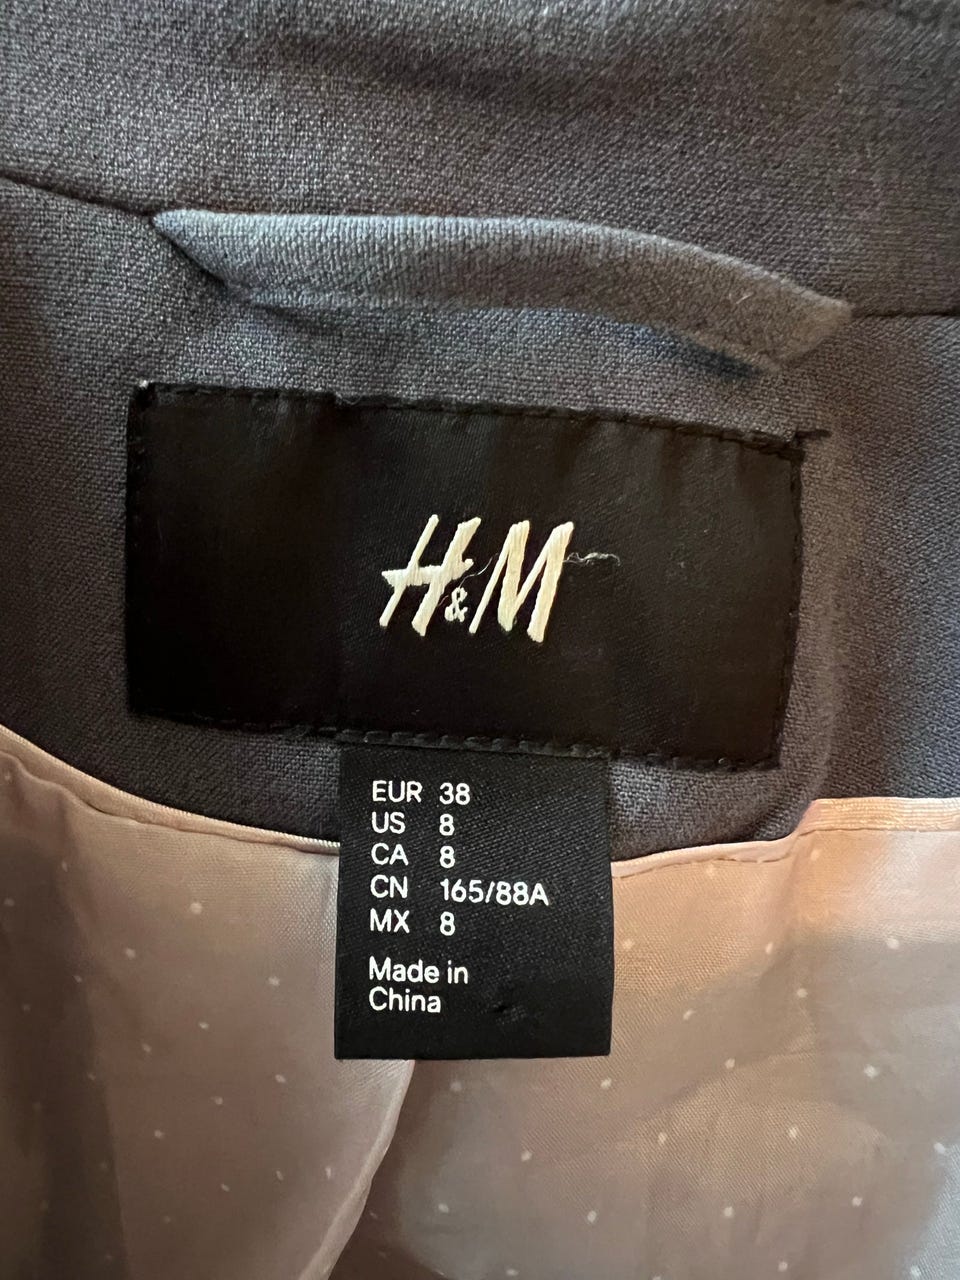 H&M
EUR 38
US 8
CA 8
CN 165/88A
MX 8
Made in
China